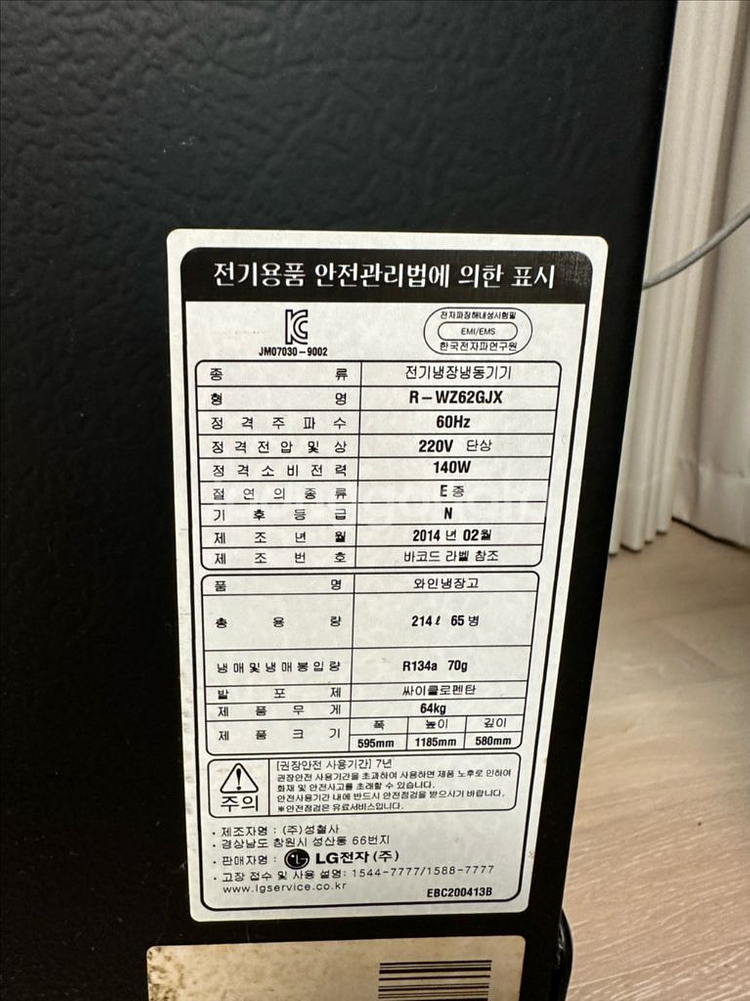 전기용품 안전관리법에 의한 표시
JM07030-9002
전자파장해내성시험필
EMI/EMS
한국전자파연구원
종 류 전기냉장냉동기기
형 명 R-WZ62GJX
정 격 주 파 수 60Hz
정격전압및상 220V 단상
정격소비전력 140W
절연의종류 E 종
기 후 등 급 N
제 조 년 월 2014 년 02월
제 조 번 호 바코드 라벨 참조
품 명 와인냉장고
총 용 량 214ℓ 65 병
냉매및냉매봉입량 R134a 70g
발 포 제 싸이클로펜탄
제 품 무 게 64kg
제 품 크 기 폭 높이 깊이
595mm 1185mm 580mm
주의
[권장안전 사용기간] 7년
권장안전 사용기간을 초과하여 사용하면 제품 노후로 인하여
화재 및 안전사고를 초래할 수 있습니다.
안전사용기간 내에 반드시 안전점검을 받으시기 바랍니다.
※안전점검은 유료서비스입니다.
· 제조자명 : (주)성철사
· 경상남도 창원시 성산동 66번지
· 판매자명 : LG LG전자(주)
· 고장 접수 및 사용 설명: 1544-7777/1588-7777
www.lgservice.co.kr
EBC200413B